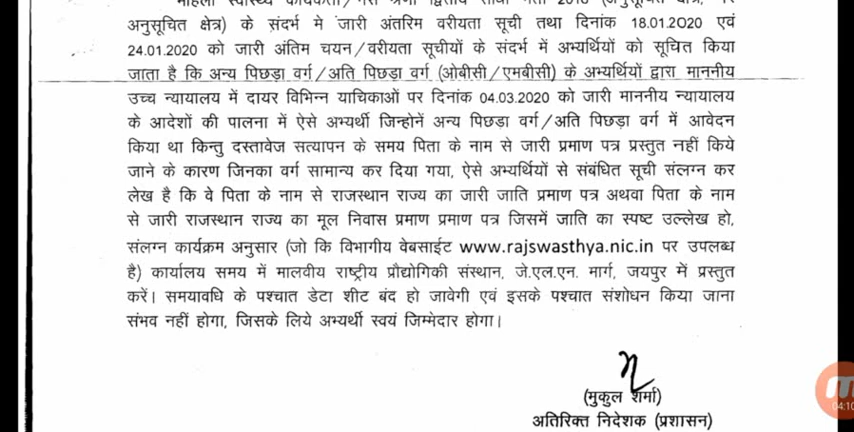 महिला स्वास्थ्य कार्यकर्ता/ श्रेणी द्वितीय सीधी भर्ती 2018 (अनुसूचित क्षेत्र,
अनुसूचित क्षेत्र) के संदर्भ मे जारी अंतरिम वरीयता सूची तथा दिनांक 18.01.2020 एवं
24.01.2020 को जारी अंतिम चयन/वरीयता सूचीयों के संदर्भ में अभ्यर्थियों को सूचित किया
जाता है कि अन्य पिछड़ा वर्ग/अति पिछड़ा वर्ग (ओबीसी/एमबीसी) के अभ्यर्थियों द्वारा माननीय
उच्च न्यायालय में दायर विभिन्न याचिकाओं पर दिनांक 04.03.2020 को जारी माननीय न्यायालय
के आदेशों की पालना में ऐसे अभ्यर्थी जिन्होनें अन्य पिछड़ा वर्ग/अति पिछड़ा वर्ग में आवेदन
किया था किन्तु दस्तावेज सत्यापन के समय पिता के नाम से जारी प्रमाण पत्र प्रस्तुत नहीं किये
जाने के कारण जिनका वर्ग सामान्य कर दिया गया, ऐसे अभ्यर्थियों से संबंधित सूची संलग्न कर
लेख है कि वे पिता के नाम से राजस्थान राज्य का जारी जाति प्रमाण पत्र अथवा पिता के नाम
से जारी राजस्थान राज्य का मूल निवास प्रमाण प्रमाण पत्र जिसमें जाति का स्पष्ट उल्लेख हो,
संलग्न कार्यक्रम अनुसार (जो कि विभागीय वेबसाईट www.rajswasthya.nic.in पर उपलब्ध
है) कार्यालय समय में मालवीय राष्ट्रीय प्रौद्योगिकी संस्थान, जे.एल.एन. मार्ग, जयपुर में प्रस्तुत
करें। समयावधि के पश्चात डेटा शीट बंद हो जावेगी एवं इसके पश्चात संशोधन किया जाना
संभव नहीं होगा, जिसके लिये अभ्यर्थी स्वयं जिम्मेदार होगा।
(मुकुल शर्मा)
अतिरिक्त निदेशक (प्रशासन)
04:10